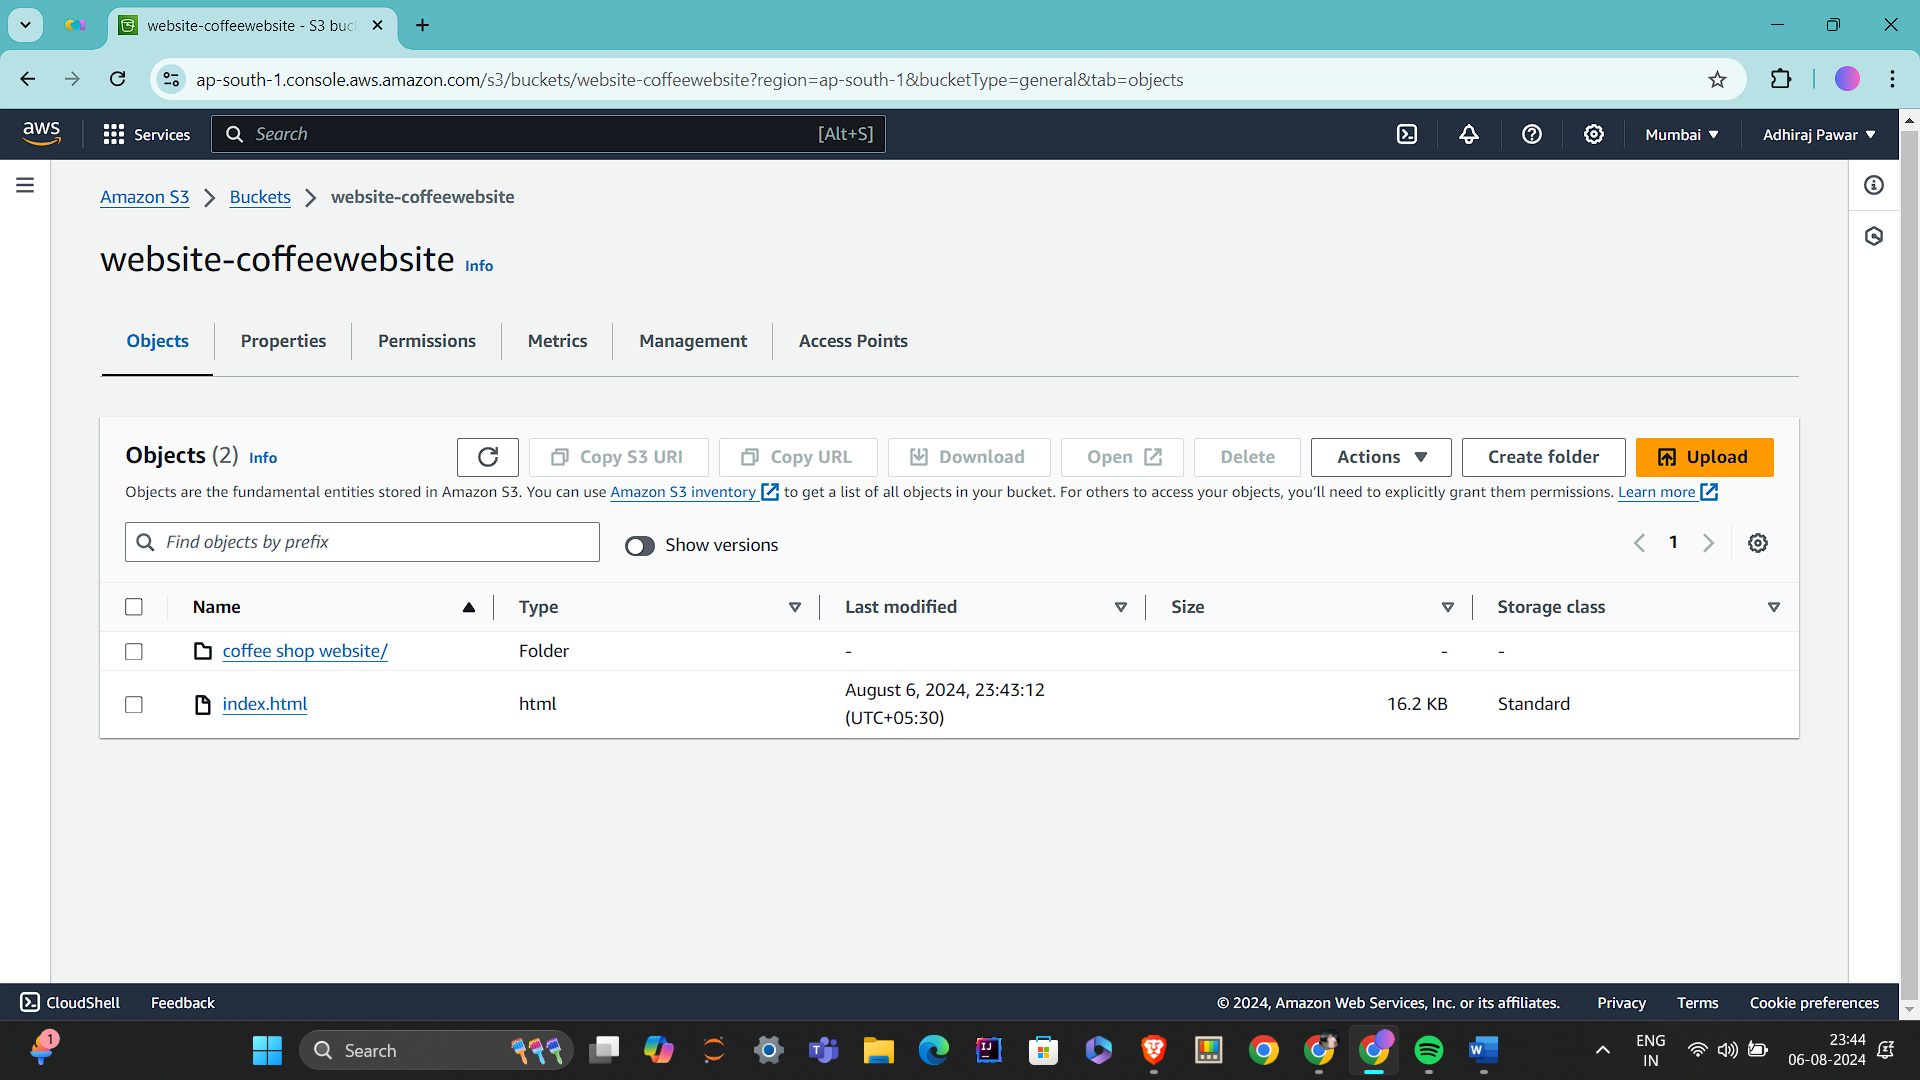 website-coffeewebsite - S3 buc
ap-south-1.console.aws.amazon.com/s3/buckets/website-coffeewebsite?region=ap-south-1&bucketType=general&tab=objects
aws
Services
Search
[Alt+S]
Mumbai
Adhiraj Pawar
Amazon S3
Buckets
website-coffeewebsite
website-coffeewebsite Info
Objects
Properties
Permissions
Metrics
Management
Access Points
Objects (2) Info
Copy S3 URI
Copy URL
Download
Open
Delete
Actions
Create folder
Upload
Objects are the fundamental entities stored in Amazon S3. You can use Amazon S3 inventory to get a list of all objects in your bucket. For others to access your objects, you'll need to explicitly grant them permissions. Learn more
Find objects by prefix
Show versions
1
Name
Type
Last modified
Size
Storage class
coffee shop website/
Folder
-
-
-
index.html
html
August 6, 2024, 23:43:12
(UTC+05:30)
16.2 KB
Standard
CloudShell
Feedback
© 2024, Amazon Web Services, Inc. or its affiliates.
Privacy
Terms
Cookie preferences
1
Search
ENG
IN
23:44
06-08-2024